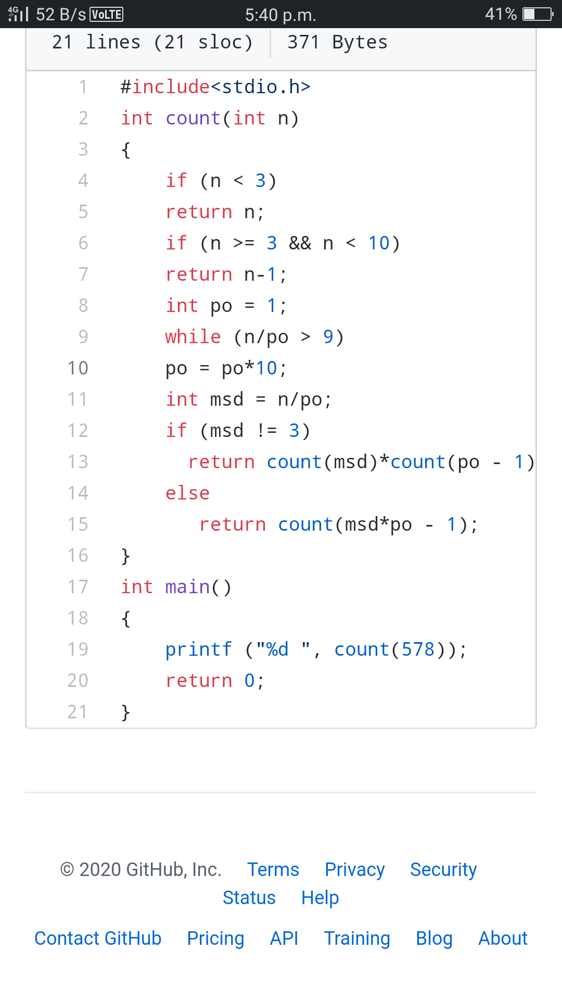 4G 52 B/s VoLTE 5:40 p.m. 41%
21 lines (21 sloc) 371 Bytes
1 #include<stdio.h>
2 int count(int n)
3 {
4 if (n < 3)
5 return n;
6 if (n >= 3 && n < 10)
7 return n-1;
8 int po = 1;
9 while (n/po > 9)
10 po = po*10;
11 int msd = n/po;
12 if (msd != 3)
13 return count(msd)*count(po - 1)
14 else
15 return count(msd*po - 1);
16 }
17 int main()
18 {
19 printf ("%d ", count(578));
20 return 0;
21 }
© 2020 GitHub, Inc. Terms Privacy Security
Status Help
Contact GitHub Pricing API Training Blog About